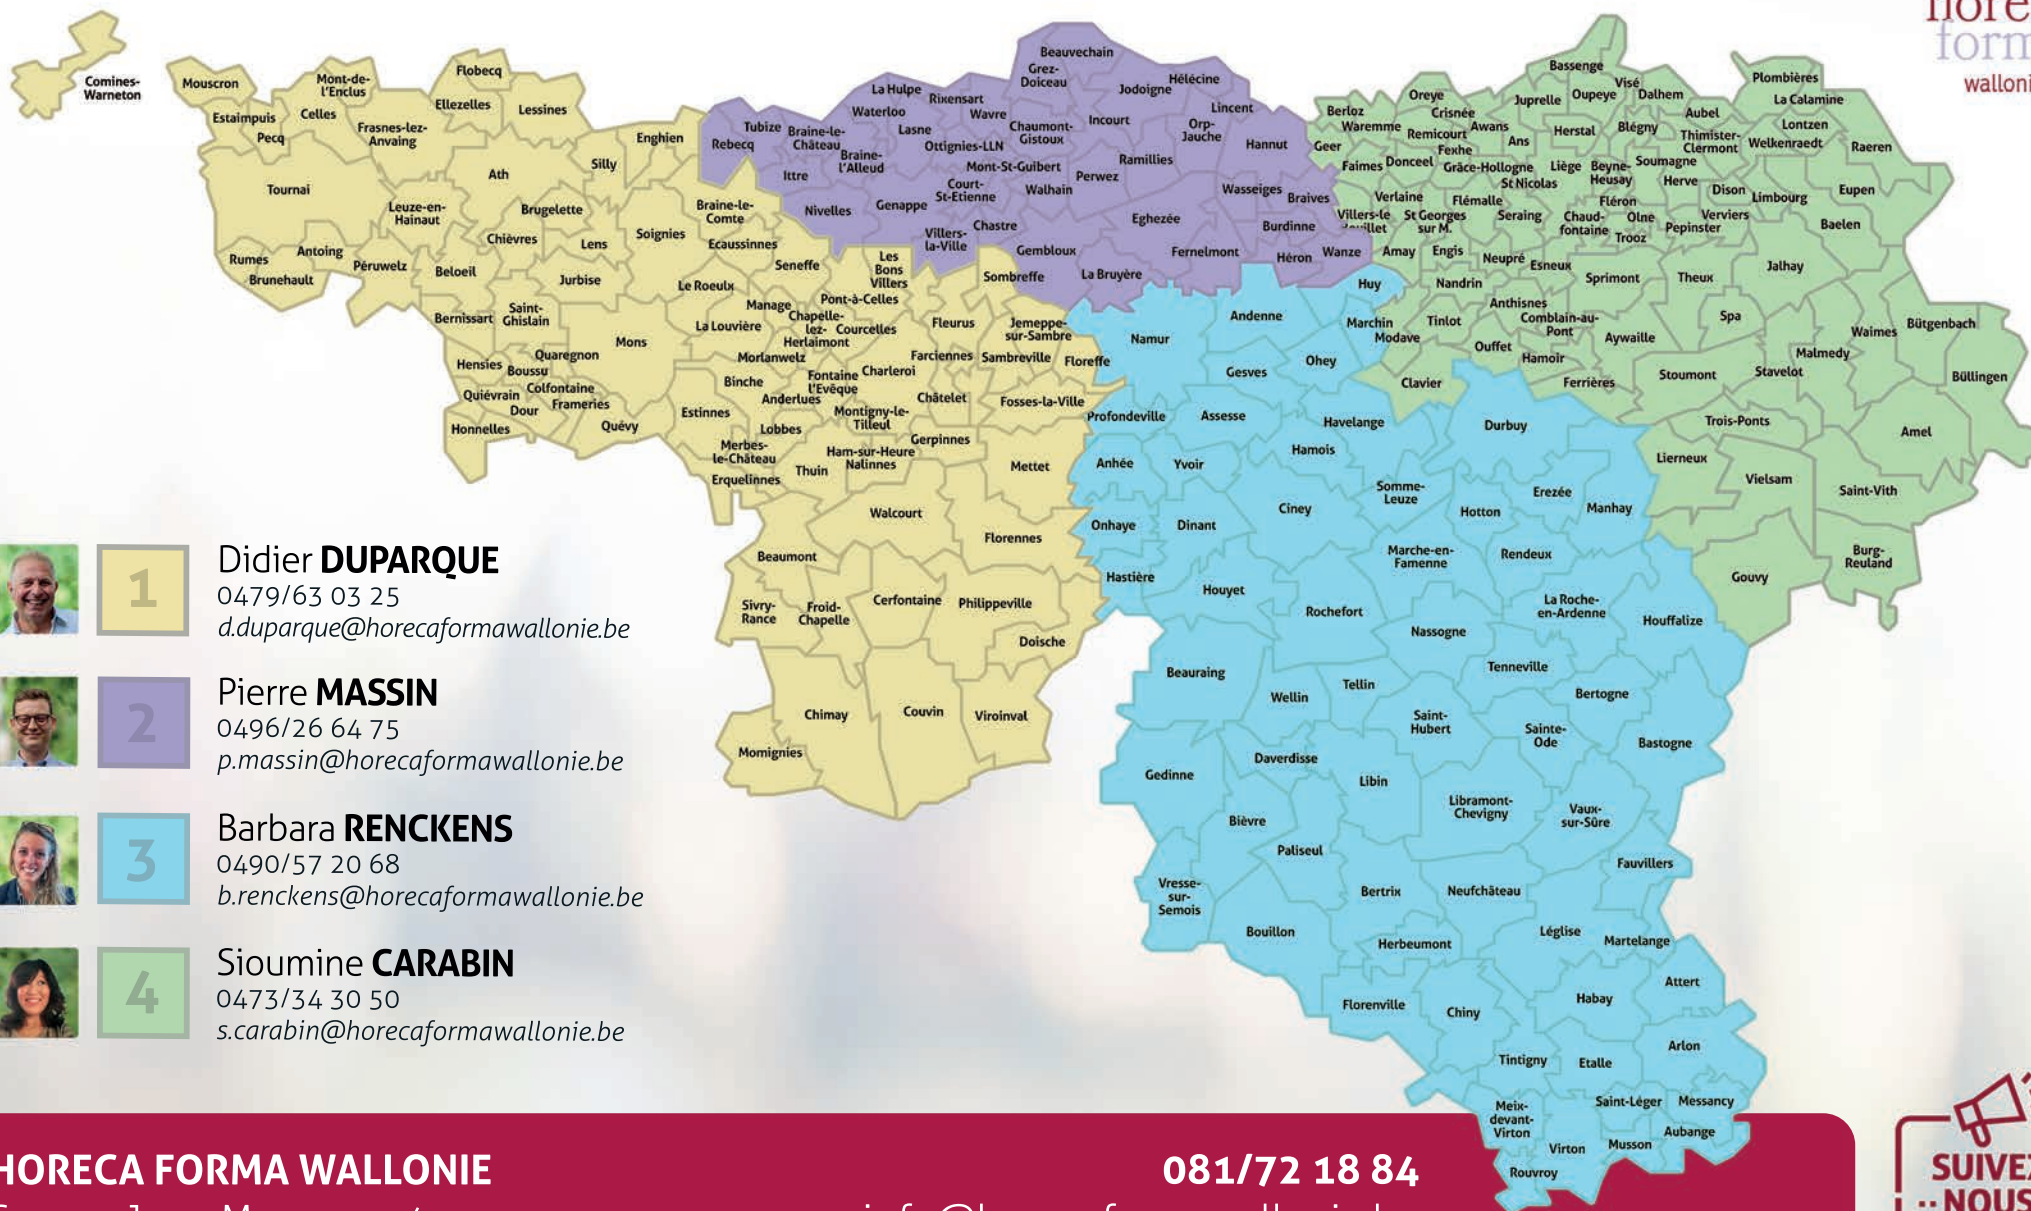 Comines-
Warneton
Mouscron
Mont-de-
l'Enclus
Flobecq
Estaimpuis
Celles
Ellezelles
Lessines
Pecq
Frasnes-lez-
Anvaing
Enghien
Silly
Ath
Tournai
Leuze-en-
Hainaut
Brugelette
Braine-le-
Comte
Chièvres
Lens
Soignies
Ecaussinnes
Rumes
Antoing
Péruwelz
Brunehault
Beloeil
Jurbise
Seneffe
Les
Bons
Villers
Sombreffe
Le Roeulx
Manage
Pont-à-Celles
Bernissart
Saint-
Ghislain
La Louvière
Chapelle-
lez-
Herlaimont
Courcelles
Fleurus
Jemeppe-
sur-Sambre
Mons
Quaregnon
Morlanwelz
Farciennes
Sambreville
Floreffe
Hensies
Boussu
Binche
Fontaine
l'Evêque
Charleroi
Quiévrain
Colfontaine
Anderlues
Châtelet
Fosses-la-Ville
Dour
Frameries
Estinnes
Montigny-le-
Tilleul
Honnelles
Quévy
Lobbes
Gerpinnes
Merbes-
le-Château
Ham-sur-Heure
Nalinnes
Thuin
Mettet
Erquelinnes
Walcourt
Florennes
Beaumont
Sivry-
Rance
Froid-
Chapelle
Cerfontaine
Philippeville
Doische
Chimay
Couvin
Viroinval
Momignies
Beauvechain
Grez-
Doiceau
Hélécine
La Hulpe
Rixensart
Jodoigne
Waterloo
Wavre
Lincent
Tubize
Braine-le-
Château
Lasne
Chaumont-
Gistoux
Incourt
Orp-
Jauche
Rebecq
Ottignies-LLN
Hannut
Braine-
l'Alleud
Mont-St-Guibert
Ramillies
Ittre
Perwez
Court-
St-Etienne
Walhain
Wasseiges
Braives
Nivelles
Genappe
Eghezée
Chastre
Burdinne
Villers-
la-Ville
Gembloux
Fernelmont
Héron
Wanze
La Bruyère
Bassenge
Visé
Plombières
Oreye
Juprelle
Oupeye
Dalhem
La Calamine
Berloz
Crisnée
Aubel
Waremme
Remicourt
Awans
Herstal
Blégny
Lontzen
Geer
Fexhe
Ans
Thimister-
Clermont
Welkenraedt
Raeren
Faimes
Donceel
Grâce-Hollogne
Liège
Beyne-
Heusay
Soumagne
St Nicolas
Herve
Dison
Limbourg
Eupen
Verlaine
Flémalle
Fléron
Villers-le
St Georges
sur M.
Seraing
Chaud-
fontaine
Olne
Verviers
Baelen
Trooz
Pepinster
Amay
Engis
Neupré
Esneux
Sprimont
Theux
Jalhay
Nandrin
Anthisnes
Tinlot
Comblain-au-
Pont
Spa
Aywaille
Waimes
Bütgenbach
Ouffet
Hamoir
Malmedy
Clavier
Ferrières
Stoumont
Stavelot
Büllingen
Trois-Ponts
Amel
Lierneux
Vielsam
Saint-Vith
Gouvy
Burg-
Reuland
Huy
Andenne
Marchin
Modave
Namur
Ohey
Gesves
Profondeville
Assesse
Havelange
Durbuy
Hamois
Anhée
Yvoir
Somme-
Leuze
Erezée
Ciney
Hotton
Manhay
Onhaye
Dinant
Marche-en-
Famenne
Rendeux
Hastière
Houyet
Rochefort
La Roche-
en-Ardenne
Houffalize
Nassogne
Beauraing
Tenneville
Wellin
Tellin
Bertogne
Saint-
Hubert
Sainte-
Ode
Bastogne
Gedinne
Daverdisse
Libin
Libramont-
Chevigny
Vaux-
sur-Sûre
Bièvre
Paliseul
Fauvillers
Vresse-
sur-
Semois
Bertrix
Neufchâteau
Bouillon
Herbeumont
Léglise
Martelange
Attert
Florenville
Chiny
Habay
Arlon
Tintigny
Etalle
Meix-
devant-
Virton
Saint-Léger
Messancy
Aubange
Virton
Musson
Rouvroy
wallon
1
Didier DUPARQUE
0479/63 03 25
d.duparque@horecaformawallonie.be
2
Pierre MASSIN
0496/26 64 75
p.massin@horecaformawallonie.be
3
Barbara RENCKENS
0490/57 20 68
b.renckens@horecaformawallonie.be
4
Sioumine CARABIN
0473/34 30 50
s.carabin@horecaformawallonie.be
HORECA FORMA WALLONIE
081/72 18 84
SUIVEZ
NOUS